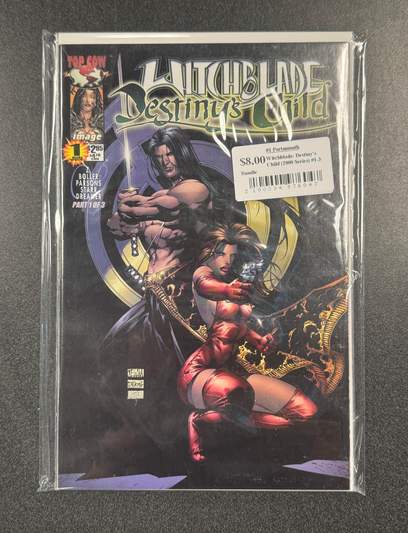 TOP COW
image
WITCHBLADE
Destiny's Child
1
$2.95
BOLLER
PARSONS
STARR
DREAMER
PART 1 OF 3
#1 Portsmouth
$8.00 Witchblade: Destiny's
Child (2000 Series) #1-3
Bundle